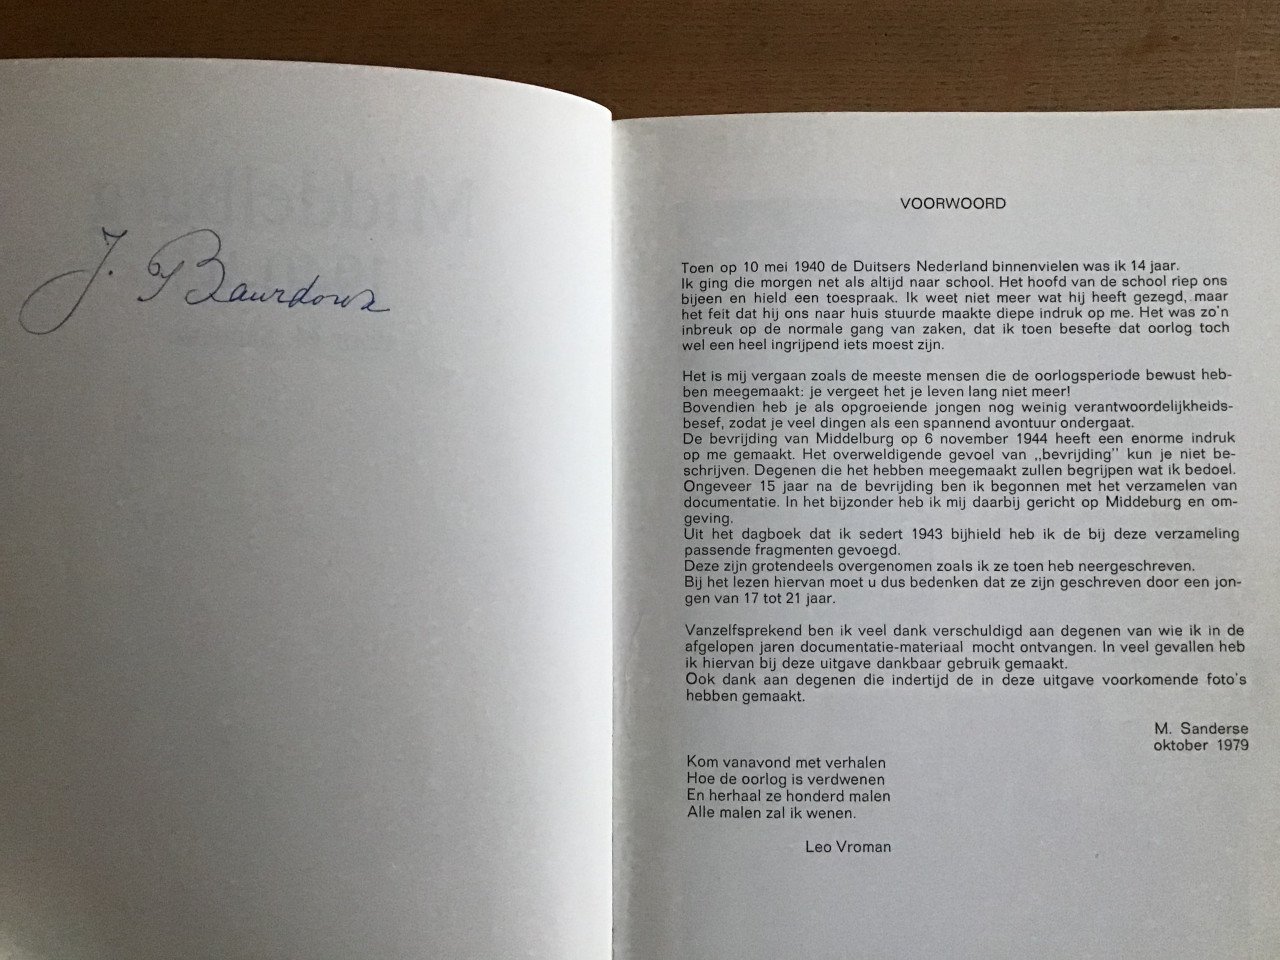 J. Baurdoux
VOORWOORD
Toen op 10 mei 1940 de Duitsers Nederland binnenvielen was ik 14 jaar.
Ik ging die morgen net als altijd naar school. Het hoofd van de school riep ons
bijeen en hield een toespraak. Ik weet niet meer wat hij heeft gezegd, maar
het feit dat hij ons naar huis stuurde maakte diepe indruk op me. Het was zo'n
inbreuk op de normale gang van zaken, dat ik toen besefte dat oorlog toch
wel een heel ingrijpend iets moest zijn.
Het is mij vergaan zoals de meeste mensen die de oorlogsperiode bewust heb-
ben meegemaakt: je vergeet het je leven lang niet meer!
Bovendien heb je als opgroeiende jongen nog weinig verantwoordelijkheids-
besef, zodat je veel dingen als een spannend avontuur ondergaat.
De bevrijding van Middelburg op 6 november 1944 heeft een enorme indruk
op me gemaakt. Het overweldigende gevoel van „bevrijding" kun je niet be-
schrijven. Degenen die het hebben meegemaakt zullen begrijpen wat ik bedoel.
Ongeveer 15 jaar na de bevrijding ben ik begonnen met het verzamelen van
documentatie. In het bijzonder heb ik mij daarbij gericht op Middeburg en om-
geving.
Uit het dagboek dat ik sedert 1943 bijhield heb ik de bij deze verzameling
passende fragmenten gevoegd.
Deze zijn grotendeels overgenomen zoals ik ze toen heb neergeschreven.
Bij het lezen hiervan moet u dus bedenken dat ze zijn geschreven door een jon-
gen van 17 tot 21 jaar.
Vanzelfsprekend ben ik veel dank verschuldigd aan degenen van wie ik in de
afgelopen jaren documentatie-materiaal mocht ontvangen. In veel gevallen heb
ik hiervan bij deze uitgave dankbaar gebruik gemaakt.
Ook dank aan degenen die indertijd de in deze uitgave voorkomende foto's
hebben gemaakt.
M. Sanderse
oktober 1979
Kom vanavond met verhalen
Hoe de oorlog is verdwenen
En herhaal ze honderd malen
Alle malen zal ik wenen.
Leo Vroman